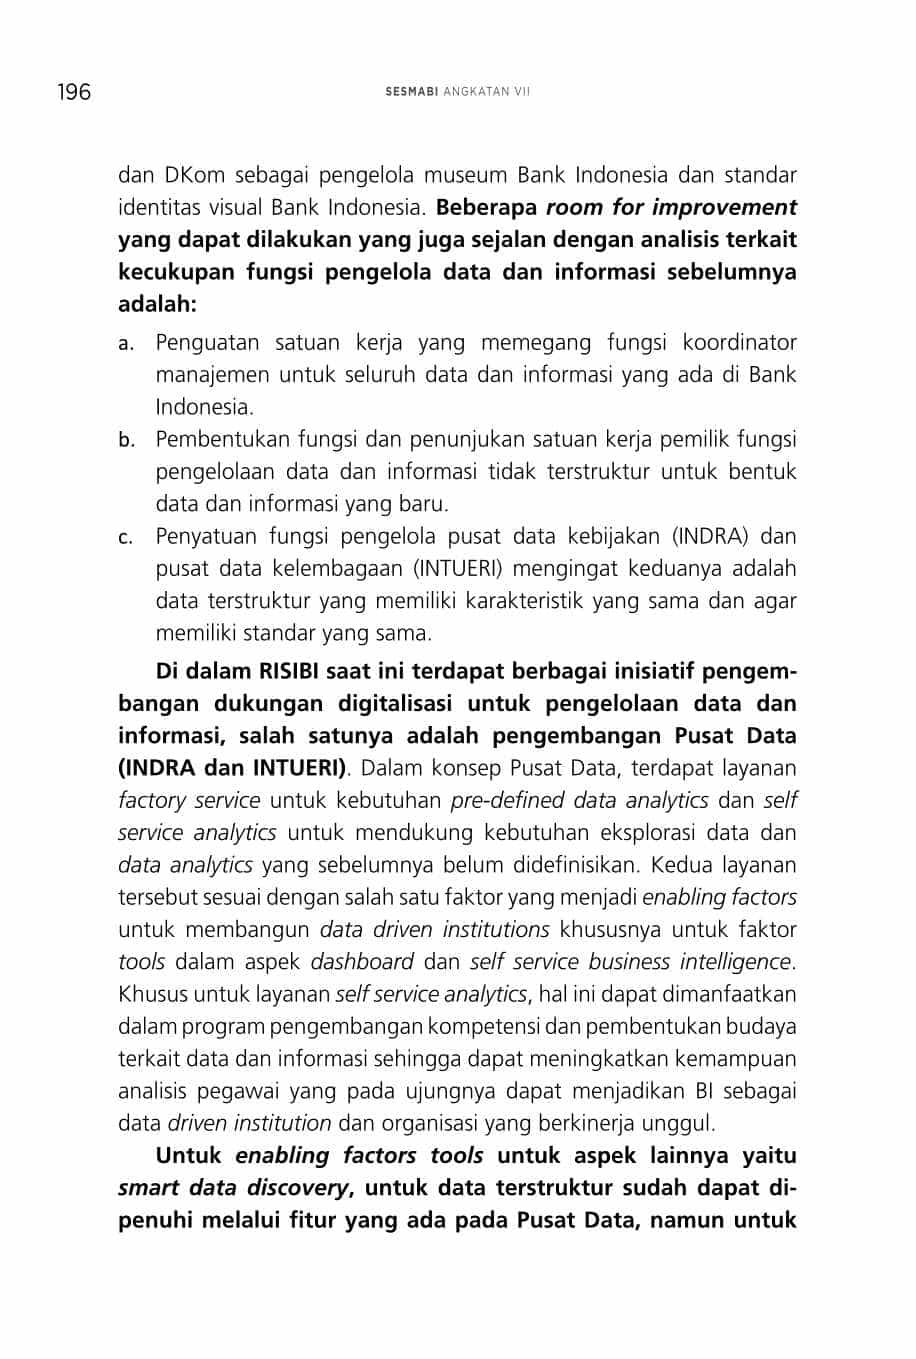 196
SESMABI ANGKATAN VII
dan DKom sebagai pengelola museum Bank Indonesia dan standar
identitas visual Bank Indonesia. Beberapa room for improvement
yang dapat dilakukan yang juga sejalan dengan analisis terkait
kecukupan fungsi pengelola data dan informasi sebelumnya
adalah:
a. Penguatan satuan kerja yang memegang fungsi koordinator
manajemen untuk seluruh data dan informasi yang ada di Bank
Indonesia.
b. Pembentukan fungsi dan penunjukan satuan kerja pemilik fungsi
pengelolaan data dan informasi tidak terstruktur untuk bentuk
data dan informasi yang baru.
c. Penyatuan fungsi pengelola pusat data kebijakan (INDRA) dan
pusat data kelembagaan (INTUERI) mengingat keduanya adalah
data terstruktur yang memiliki karakteristik yang sama dan agar
memiliki standar yang sama.
Di dalam RISIBI saat ini terdapat berbagai inisiatif pengem-
bangan dukungan digitalisasi untuk pengelolaan data dan
informasi, salah satunya adalah pengembangan Pusat Data
(INDRA dan INTUERI). Dalam konsep Pusat Data, terdapat layanan
factory service untuk kebutuhan pre-defined data analytics dan self
service analytics untuk mendukung kebutuhan eksplorasi data dan
data analytics yang sebelumnya belum didefinisikan. Kedua layanan
tersebut sesuai dengan salah satu faktor yang menjadi enabling factors
untuk membangun data driven institutions khususnya untuk faktor
tools dalam aspek dashboard dan self service business intelligence.
Khusus untuk layanan self service analytics, hal ini dapat dimanfaatkan
dalam program pengembangan kompetensi dan pembentukan budaya
terkait data dan informasi sehingga dapat meningkatkan kemampuan
analisis pegawai yang pada ujungnya dapat menjadikan BI sebagai
data driven institution dan organisasi yang berkinerja unggul.
Untuk enabling factors tools untuk aspek lainnya yaitu
smart data discovery, untuk data terstruktur sudah dapat di-
penuhi melalui fitur yang ada pada Pusat Data, namun untuk